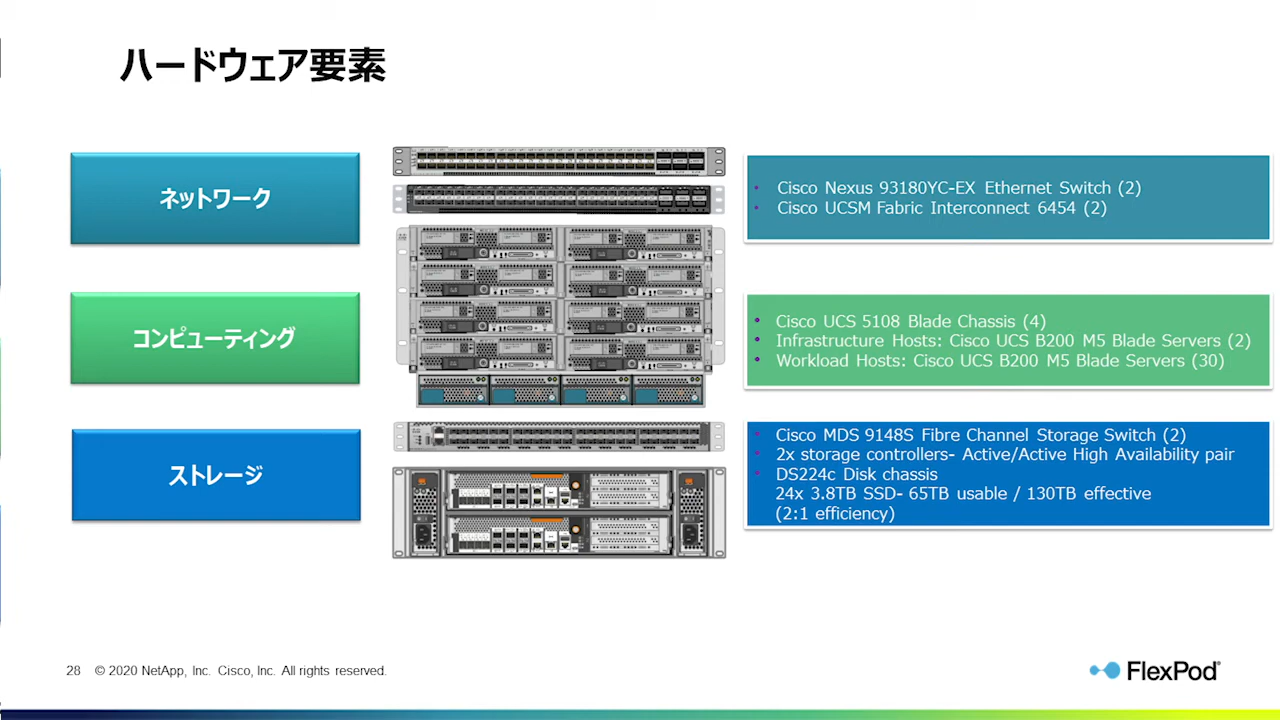 ハードウェア要素
ネットワーク
• Cisco Nexus 93180YC-EX Ethernet Switch (2)
• Cisco UCSM Fabric Interconnect 6454 (2)
コンピューティング
• Cisco UCS 5108 Blade Chassis (4)
• Infrastructure Hosts: Cisco UCS B200 M5 Blade Servers (2)
• Workload Hosts: Cisco UCS B200 M5 Blade Servers (30)
ストレージ
• Cisco MDS 9148S Fibre Channel Storage Switch (2)
• 2x storage controllers- Active/Active High Availability pair
• DS224c Disk chassis
24x 3.8TB SSD- 65TB usable / 130TB effective
(2:1 efficiency)
28 © 2020 NetApp, Inc. Cisco, Inc. All rights reserved.
FlexPod